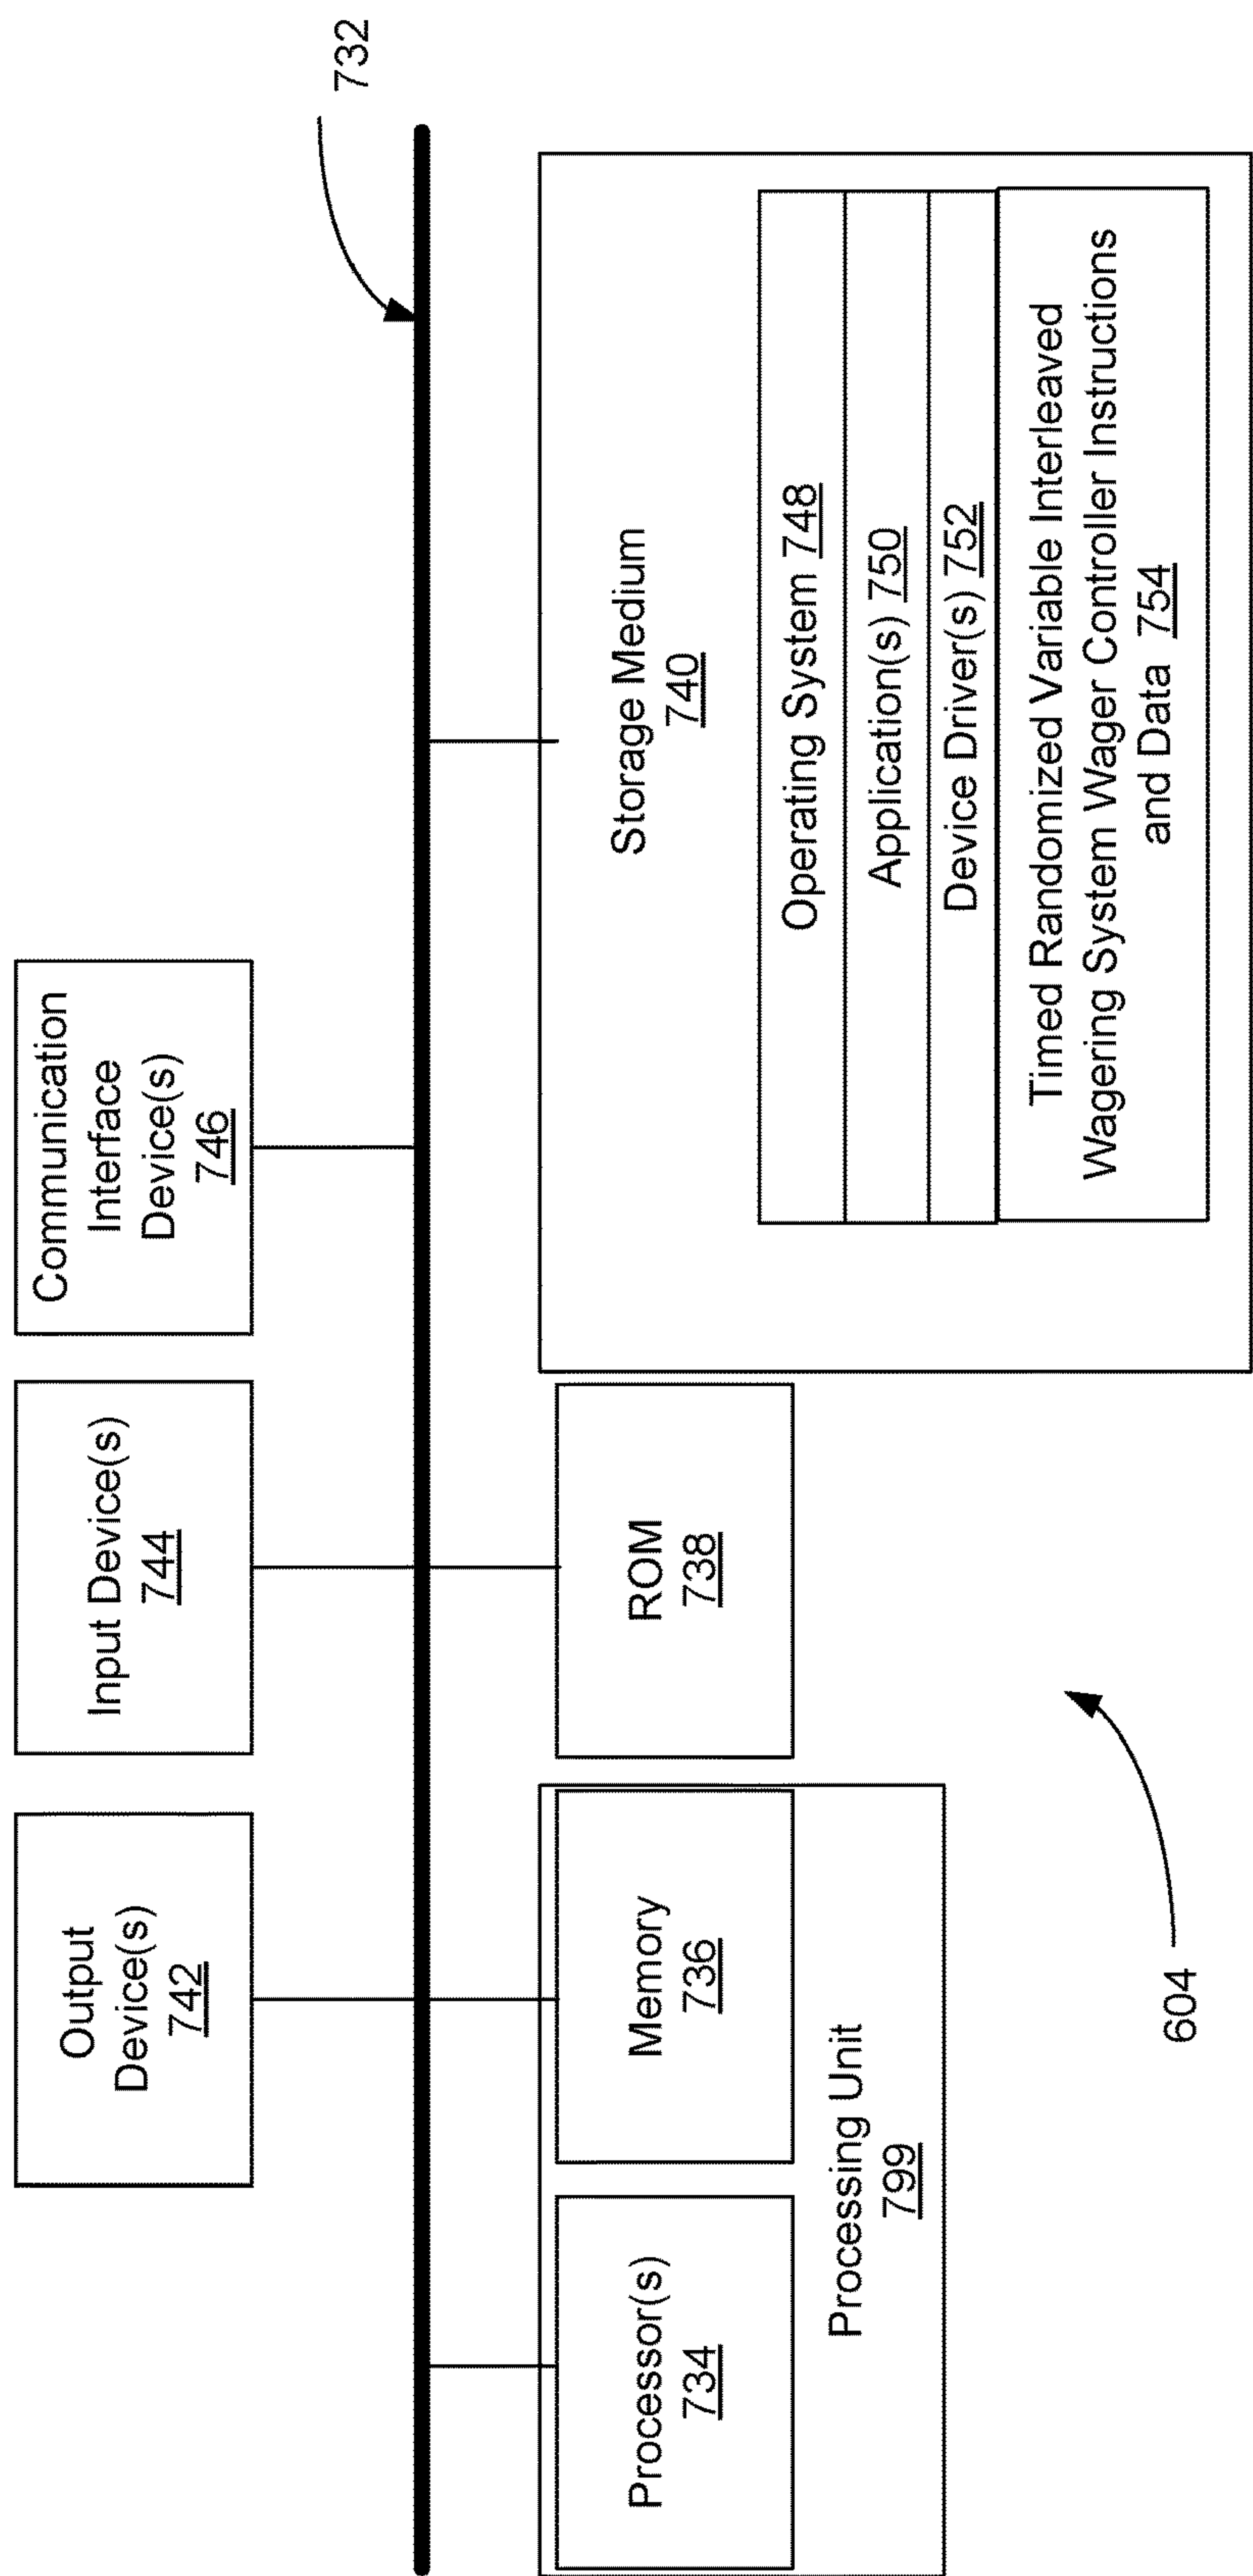 732
Output
Device(s)
742
Input Device(s)
744
Communication
Interface
Device(s)
746
Processor(s)
734
Memory
736
Processing Unit
799
ROM
738
Storage Medium
740
Operating System 748
Application(s) 750
Device Driver(s) 752
Timed Randomized Variable Interleaved
Wagering System Wager Controller Instructions
and Data 754
604